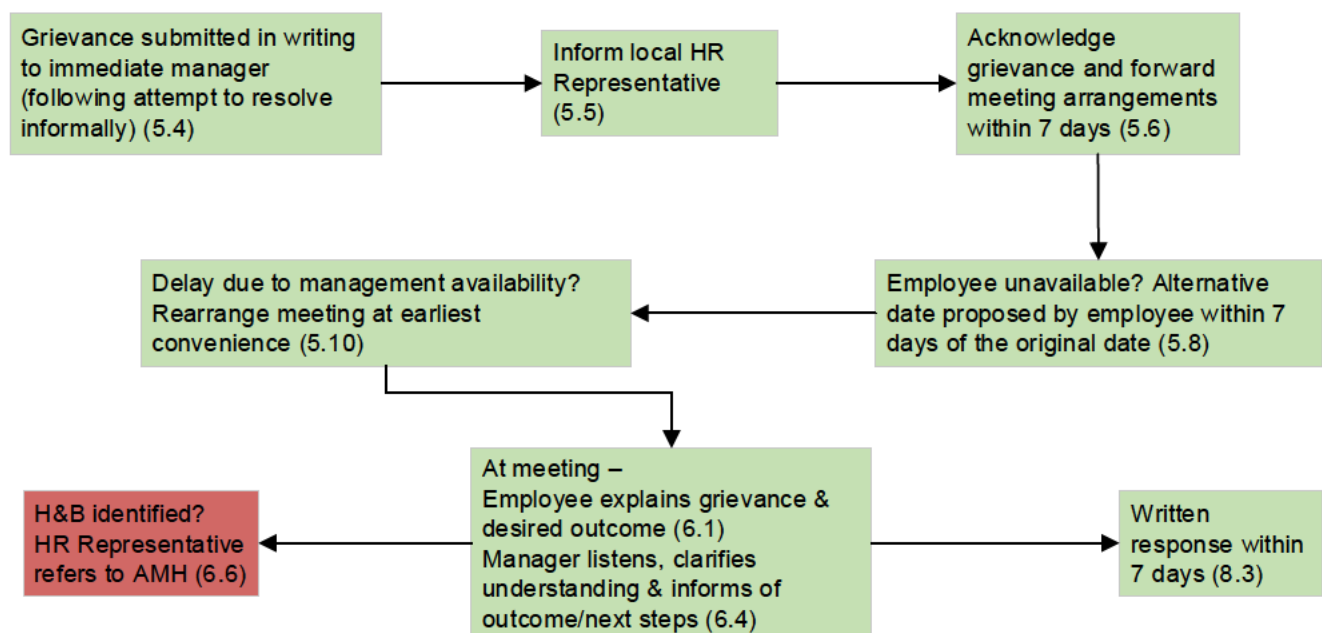 Grievance submitted in writing
to immediate manager
(following attempt to resolve
informally) (5.4)
Inform local HR
Representative
(5.5)
Acknowledge
grievance and forward
meeting arrangements
within 7 days (5.6)
Employee unavailable? Alternative
date proposed by employee within 7
days of the original date (5.8)
Delay due to management availability?
Rearrange meeting at earliest
convenience (5.10)
At meeting –
Employee explains grievance &
desired outcome (6.1)
Manager listens, clarifies
understanding & informs of
outcome/next steps (6.4)
H&B identified?
HR Representative
refers to AMH (6.6)
Written
response within
7 days (8.3)